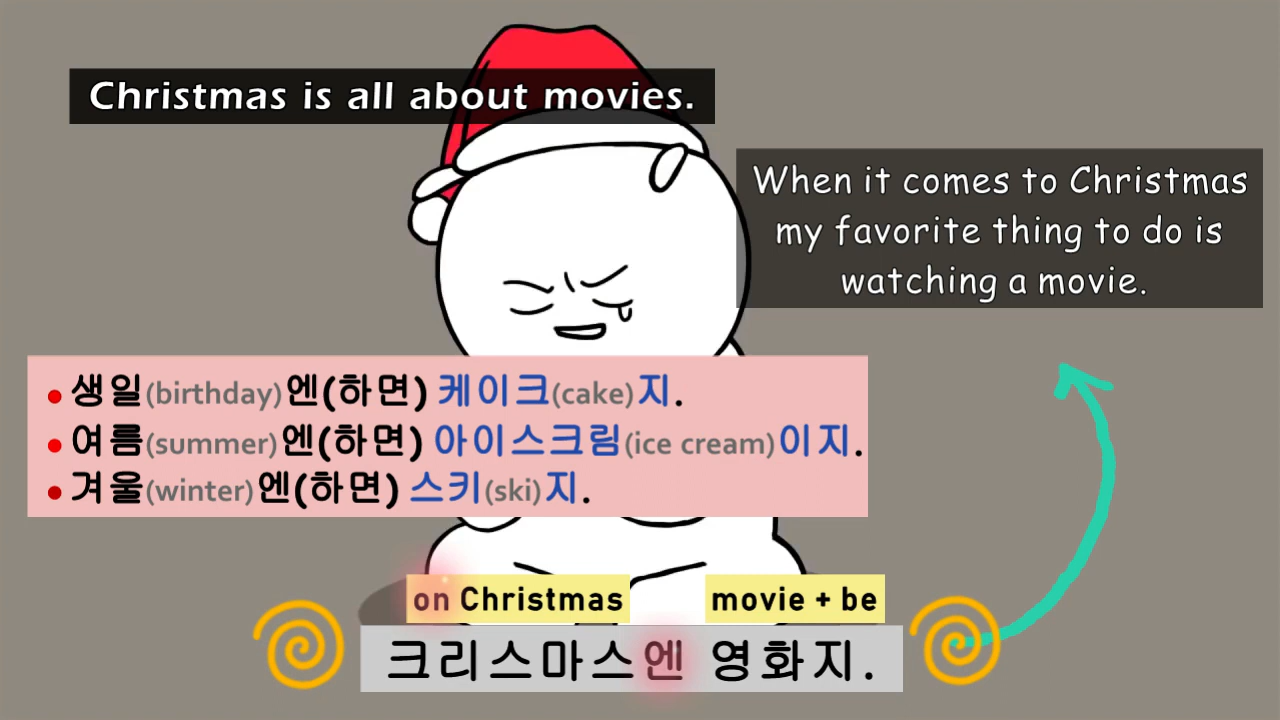 Christmas is all about movies.
When it comes to Christmas
my favorite thing to do is
watching a movie.
• 생일(birthday)엔(하면) 케이크(cake)지.
• 여름(summer)엔(하면) 아이스크림(ice cream)이지.
• 겨울(winter)엔(하면) 스키(ski)지.
on Christmas movie + be
크리스마스엔 영화지.